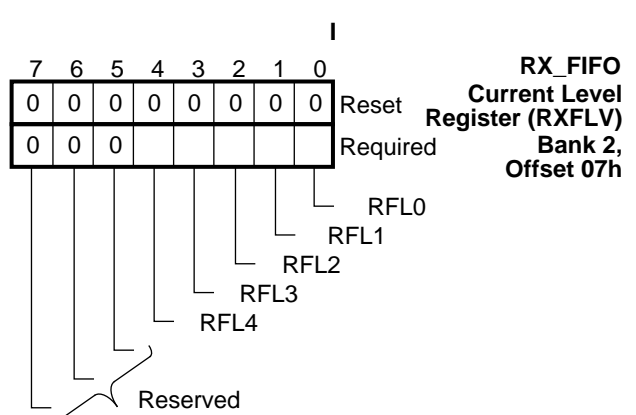 I
7 6 5 4 3 2 1 0
RX_FIFO
Current Level
Register (RXFLV)
Bank 2,
Offset 07h
0 0 0 0 0 0 0 0 Reset
0 0 0 Required
RFL0
RFL1
RFL2
RFL3
RFL4
Reserved